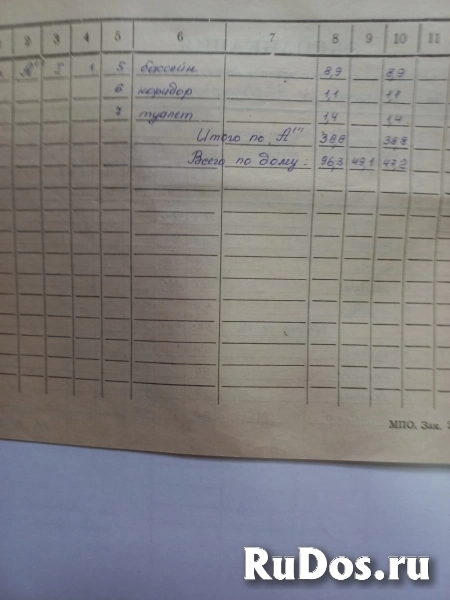 2 3 4 5 6 7 8 9 10 11
А''' I 1 5 бассейн 8,9 8,9
6 коридор 1,1 1,1
7 туалет 1,4 1,4
Итого по А''' 38,8 38,8
Всего по дому: 96,3 49,1 47,2
МПО. Зак.
RuDos.ru